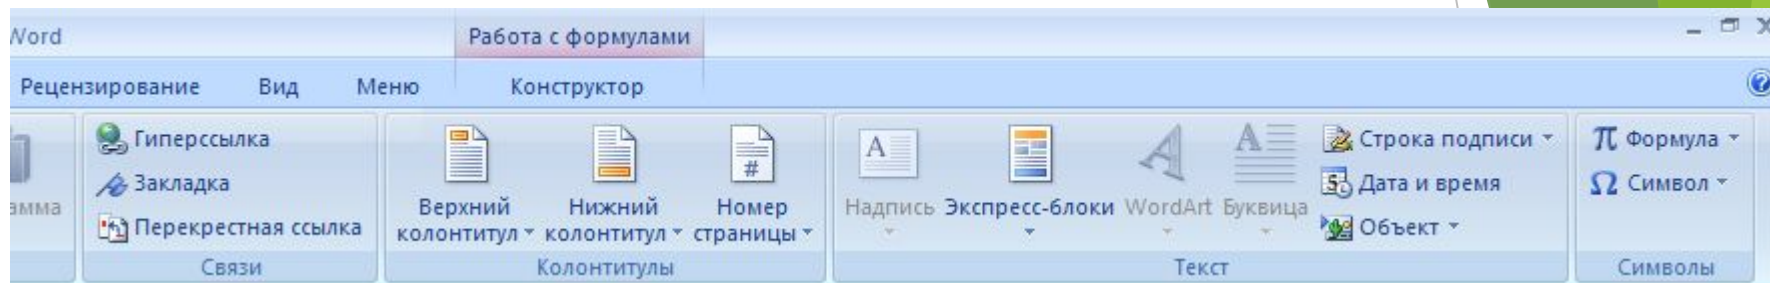 Word Работа с формулами
Рецензирование Вид Меню Конструктор
Гиперссылка
Закладка
Перекрестная ссылка
Связи
Верхний колонтитул
Нижний колонтитул
Номер страницы
Колонтитулы
Надпись
Экспресс-блоки
WordArt
Буквица
Строка подписи
Дата и время
Объект
Текст
π Формула
Ω Символ
Символы